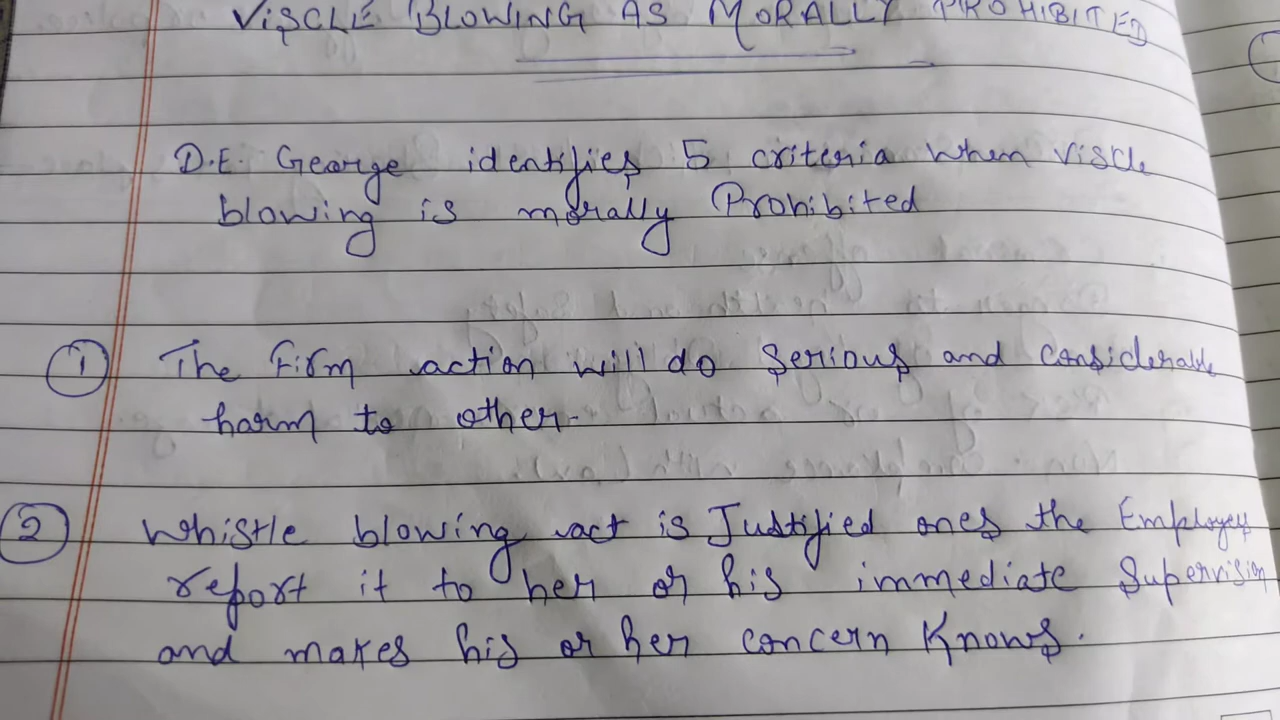 VISCLE BLOWING AS MORALLY PROHIBITED
D.E. George identifies 5 criteria when viscle
blowing is morally Prohibited
① The Firm action will do serious and considerable
harm to other-
② Whistle blowing act is Justified ones the Employes
report it to her or his immediate Supervision
and makes his or her concern Knows.